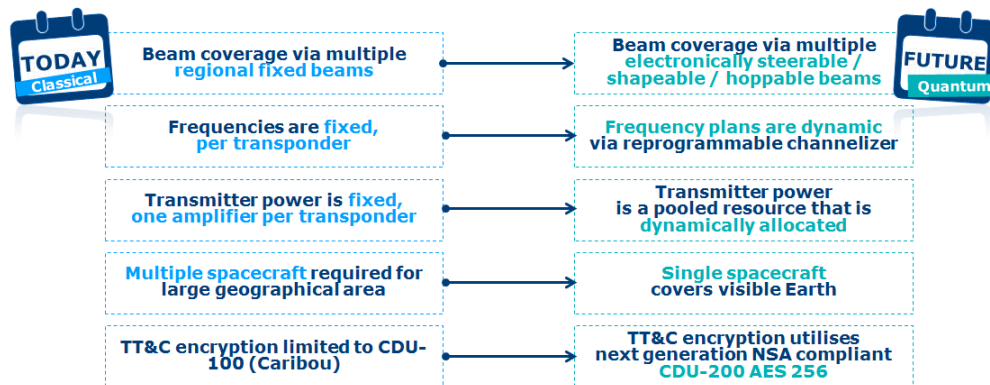 TODAY
Classical
Beam coverage via multiple
regional fixed beams
Beam coverage via multiple
electronically steerable /
shapeable / hoppable beams
FUTURE
Quantum
Frequencies are fixed,
per transponder
Frequency plans are dynamic
via reprogrammable channelizer
Transmitter power is fixed,
one amplifier per transponder
Transmitter power
is a pooled resource that is
dynamically allocated
Multiple spacecraft required for
large geographical area
Single spacecraft
covers visible Earth
TT&C encryption limited to CDU-
100 (Caribou)
TT&C encryption utilises
next generation NSA compliant
CDU-200 AES 256